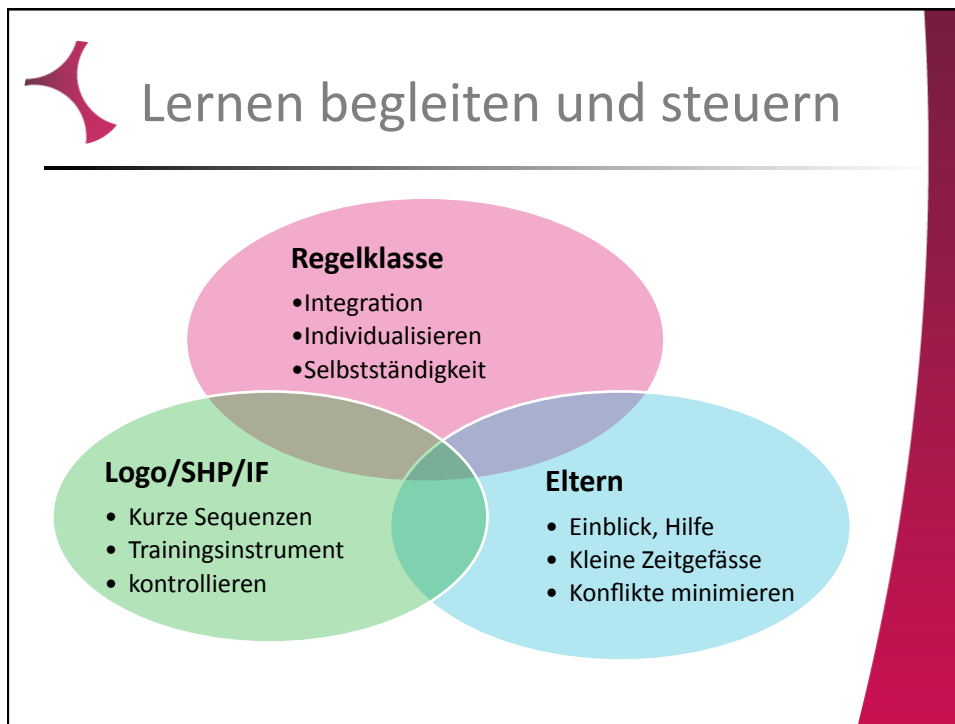 Lernen begleiten und steuern
Regelklasse
•Integration
•Individualisieren
•Selbstständigkeit
Logo/SHP/IF
• Kurze Sequenzen
• Trainingsinstrument
• kontrollieren
Eltern
• Einblick, Hilfe
• Kleine Zeitgefässe
• Konflikte minimieren